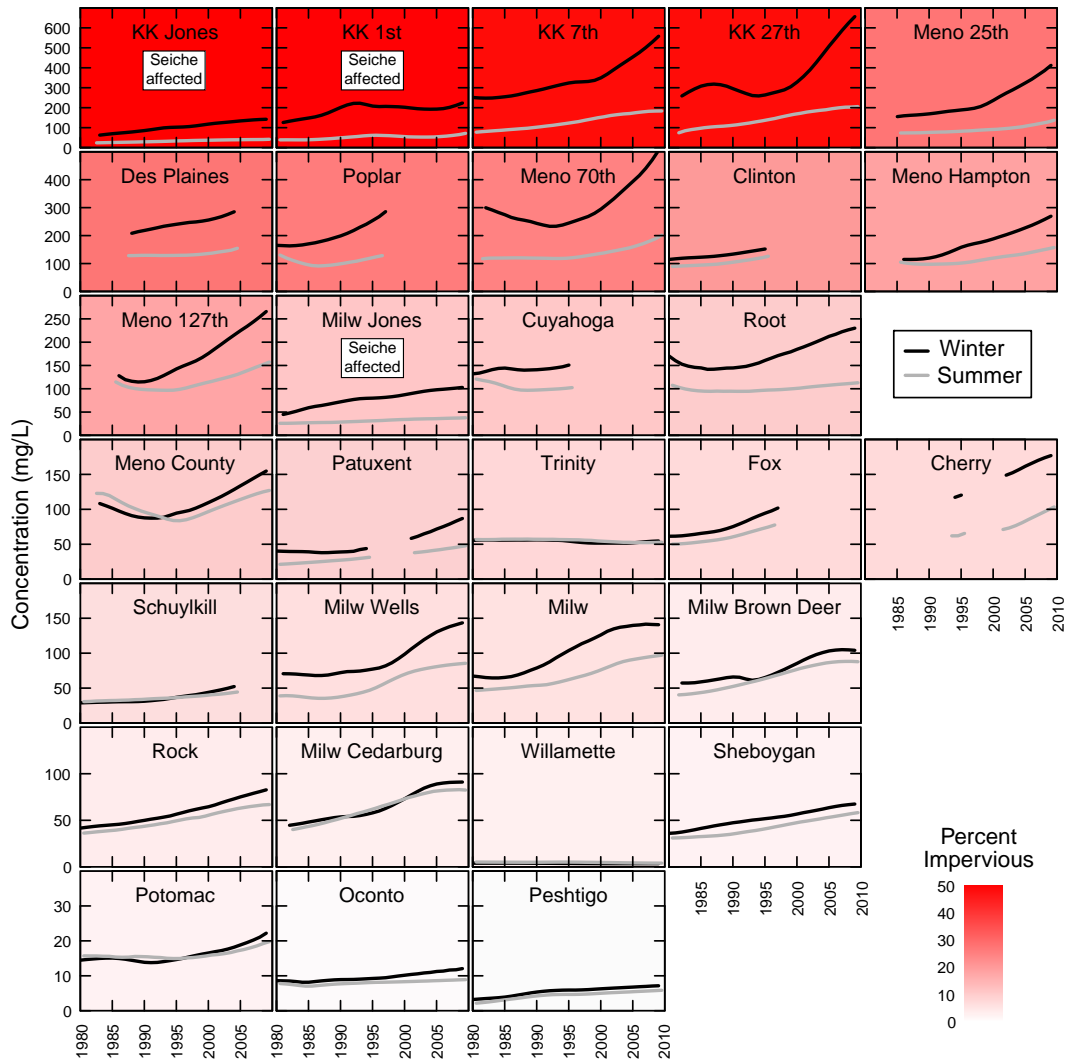 Concentration (mg/L)
700
600
500
400
300
200
100
0
KK Jones
Seiche
affected
KK 1st
Seiche
affected
KK 7th
KK 27th
Meno 25th
400
300
200
100
0
Des Plaines
Poplar
Meno 70th
Clinton
Meno Hampton
250
200
150
100
50
0
Meno 127th
Milw Jones
Seiche
affected
Cuyahoga
Root
Winter
Summer
150
100
50
0
Meno County
Patuxent
Trinity
Fox
Cherry
1985
1990
1995
2000
2005
2010
150
100
50
0
Schuylkill
Milw Wells
Milw
Milw Brown Deer
100
50
0
Rock
Milw Cedarburg
Willamette
Sheboygan
1985
1990
1995
2000
2005
2010
30
20
10
0
Potomac
Oconto
Peshtigo
1980
1985
1990
1995
2000
2005
1980
1985
1990
1995
2000
2005
1980
1985
1990
1995
2000
2005
2010
Percent
Impervious
50
40
30
20
10
0